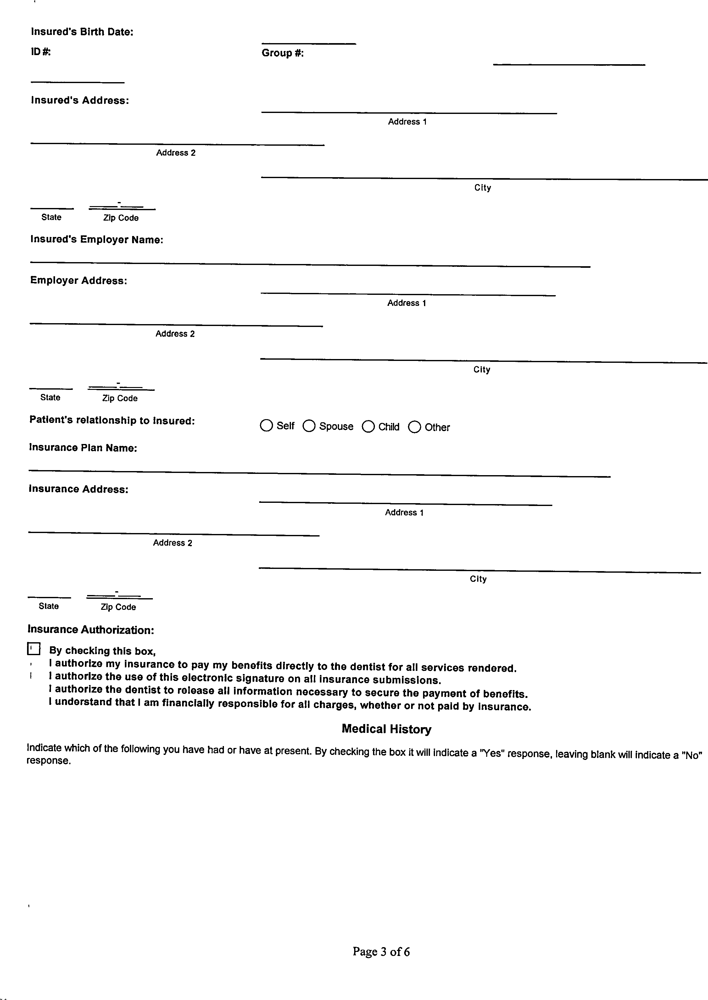 Insured's Birth Date:
ID #: Group #:
Insured's Address:
Address 1
Address 2
City
State Zip Code
-
Insured's Employer Name:
Employer Address:
Address 1
Address 2
City
-
State Zip Code
Patient's relationship to Insured: Self Spouse Child Other
Insurance Plan Name:
Insurance Address:
Address 1
Address 2
City
-
State Zip Code
Insurance Authorization:
By checking this box,
I authorize my insurance to pay my benefits directly to the dentist for all services rendered.
I authorize the use of this electronic signature on all insurance submissions.
I authorize the dentist to release all information necessary to secure the payment of benefits.
I understand that I am financially responsible for all charges, whether or not paid by insurance.
Medical History
Indicate which of the following you have had or have at present. By checking the box it will indicate a "Yes" response, leaving blank will indicate a "No"
response.
Page 3 of 6